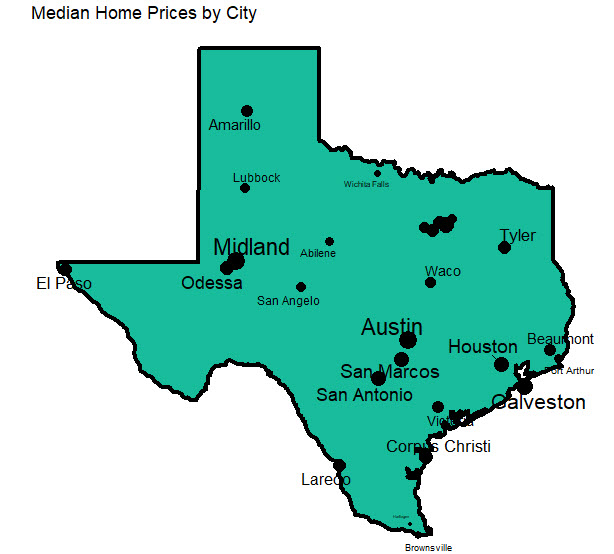 Median Home Prices by City
Amarillo
Lubbock
Wichita Falls
Tyler
Midland
Abilene
El Paso
Odessa
Waco
San Angelo
Austin
Beaumont
Houston
San Marcos
Port Arthur
San Antonio
Galveston
Victoria
Corpus Christi
Laredo
Harlingen
Brownsville